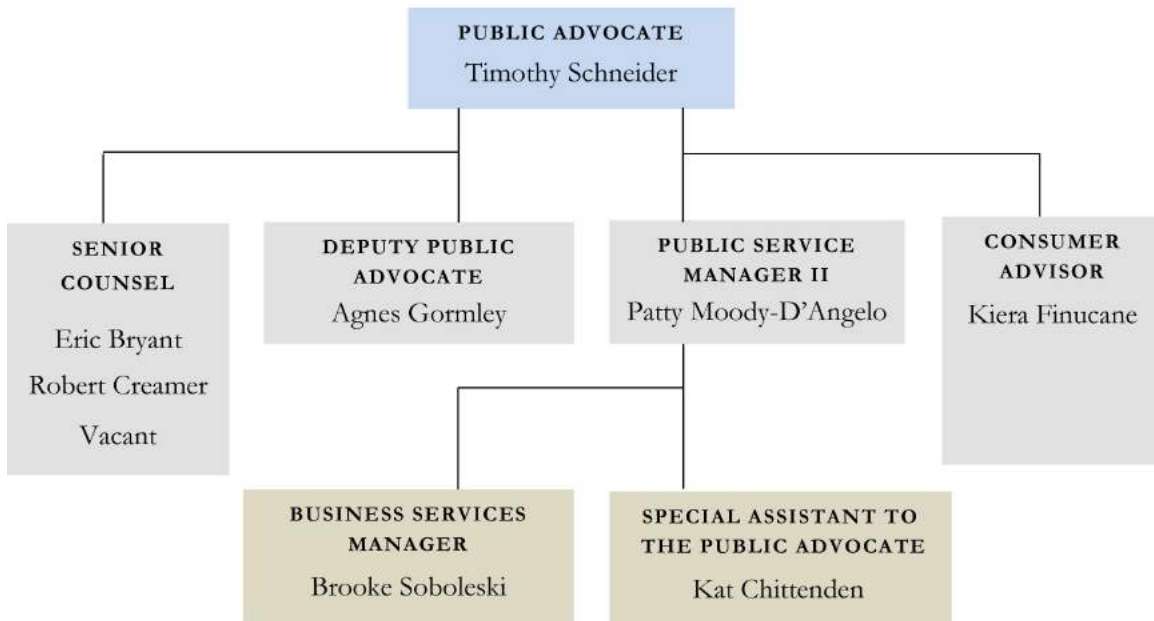 PUBLIC ADVOCATE
Timothy Schneider
SENIOR
COUNSEL
Eric Bryant
Robert Creamer
Vacant
DEPUTY PUBLIC
ADVOCATE
Agnes Gormley
PUBLIC SERVICE
MANAGER II
Patty Moody-D’Angelo
CONSUMER
ADVISOR
Kiera Finucane
BUSINESS SERVICES
MANAGER
Brooke Soboleski
SPECIAL ASSISTANT TO
THE PUBLIC ADVOCATE
Kat Chittenden